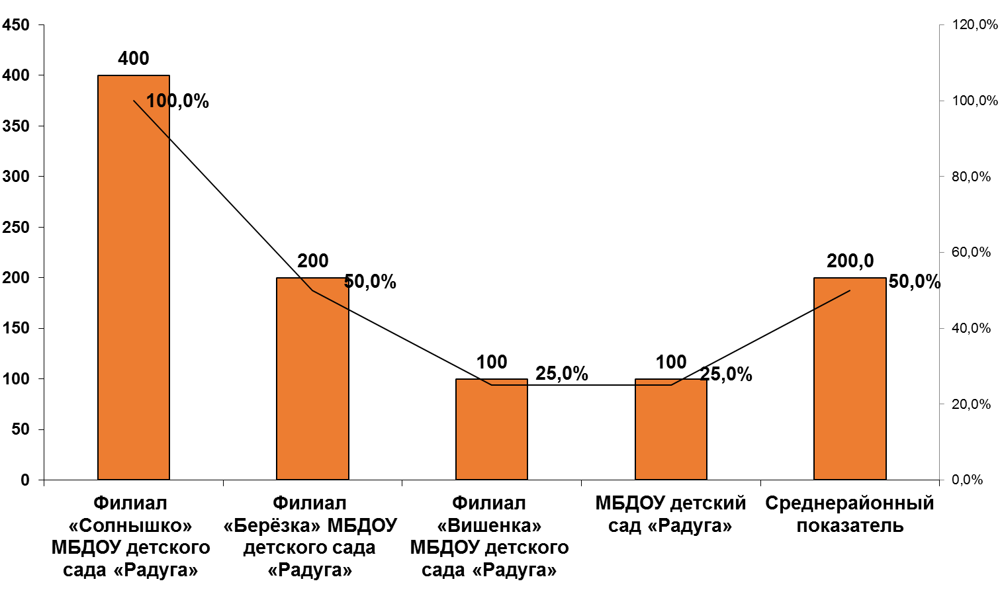 450
400
350
300
250
200
150
100
50
0
400
100,0%
200
50,0%
100
25,0%
100
25,0%
200,0
50,0%
120,0%
100,0%
80,0%
60,0%
40,0%
20,0%
0,0%
Филиал
«Солнышко»
МБДОУ детского
сада «Радуга»
Филиал
«Берёзка» МБДОУ
детского сада
«Радуга»
Филиал
«Вишенка»
МБДОУ детского
сада «Радуга»
МБДОУ детский
сад «Радуга»
Среднерайонный
показатель